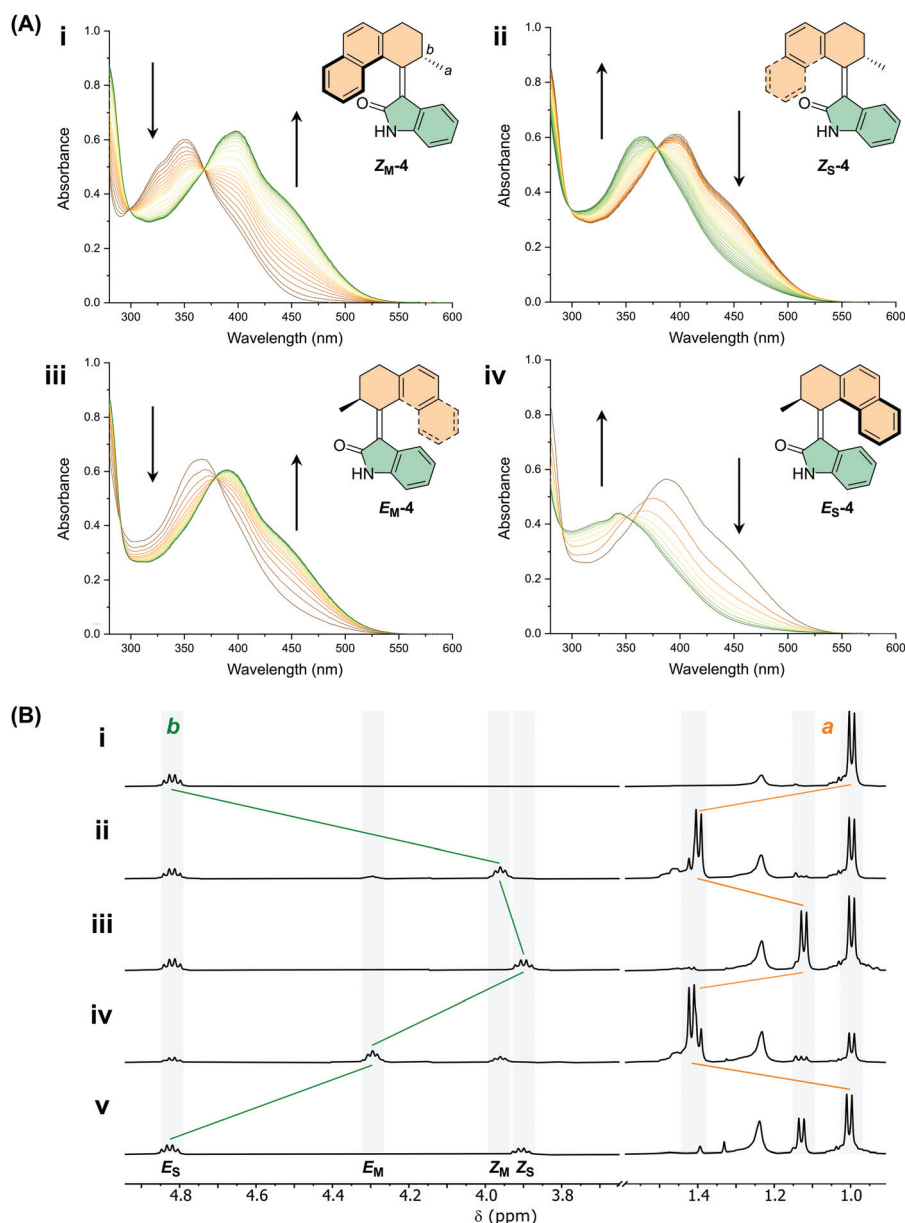 (A)
i
1.0
0.8
0.6
0.4
0.2
0.0
Absorbance
300 350 400 450 500 550 600
Wavelength (nm)
b
a
O
HN
ZM-4
ii
1.0
0.8
0.6
0.4
0.2
0.0
Absorbance
300 350 400 450 500 550 600
Wavelength (nm)
O
HN
ZS-4
iii
1.0
0.8
0.6
0.4
0.2
0.0
Absorbance
300 350 400 450 500 550 600
Wavelength (nm)
O
HN
EM-4
iv
1.0
0.8
0.6
0.4
0.2
0.0
Absorbance
300 350 400 450 500 550 600
Wavelength (nm)
O
HN
ES-4
(B)
b a
i
ii
iii
iv
v
ES EM ZM ZS
4.8 4.6 4.4 4.2 4.0 3.8 1.4 1.2 1.0
δ (ppm)